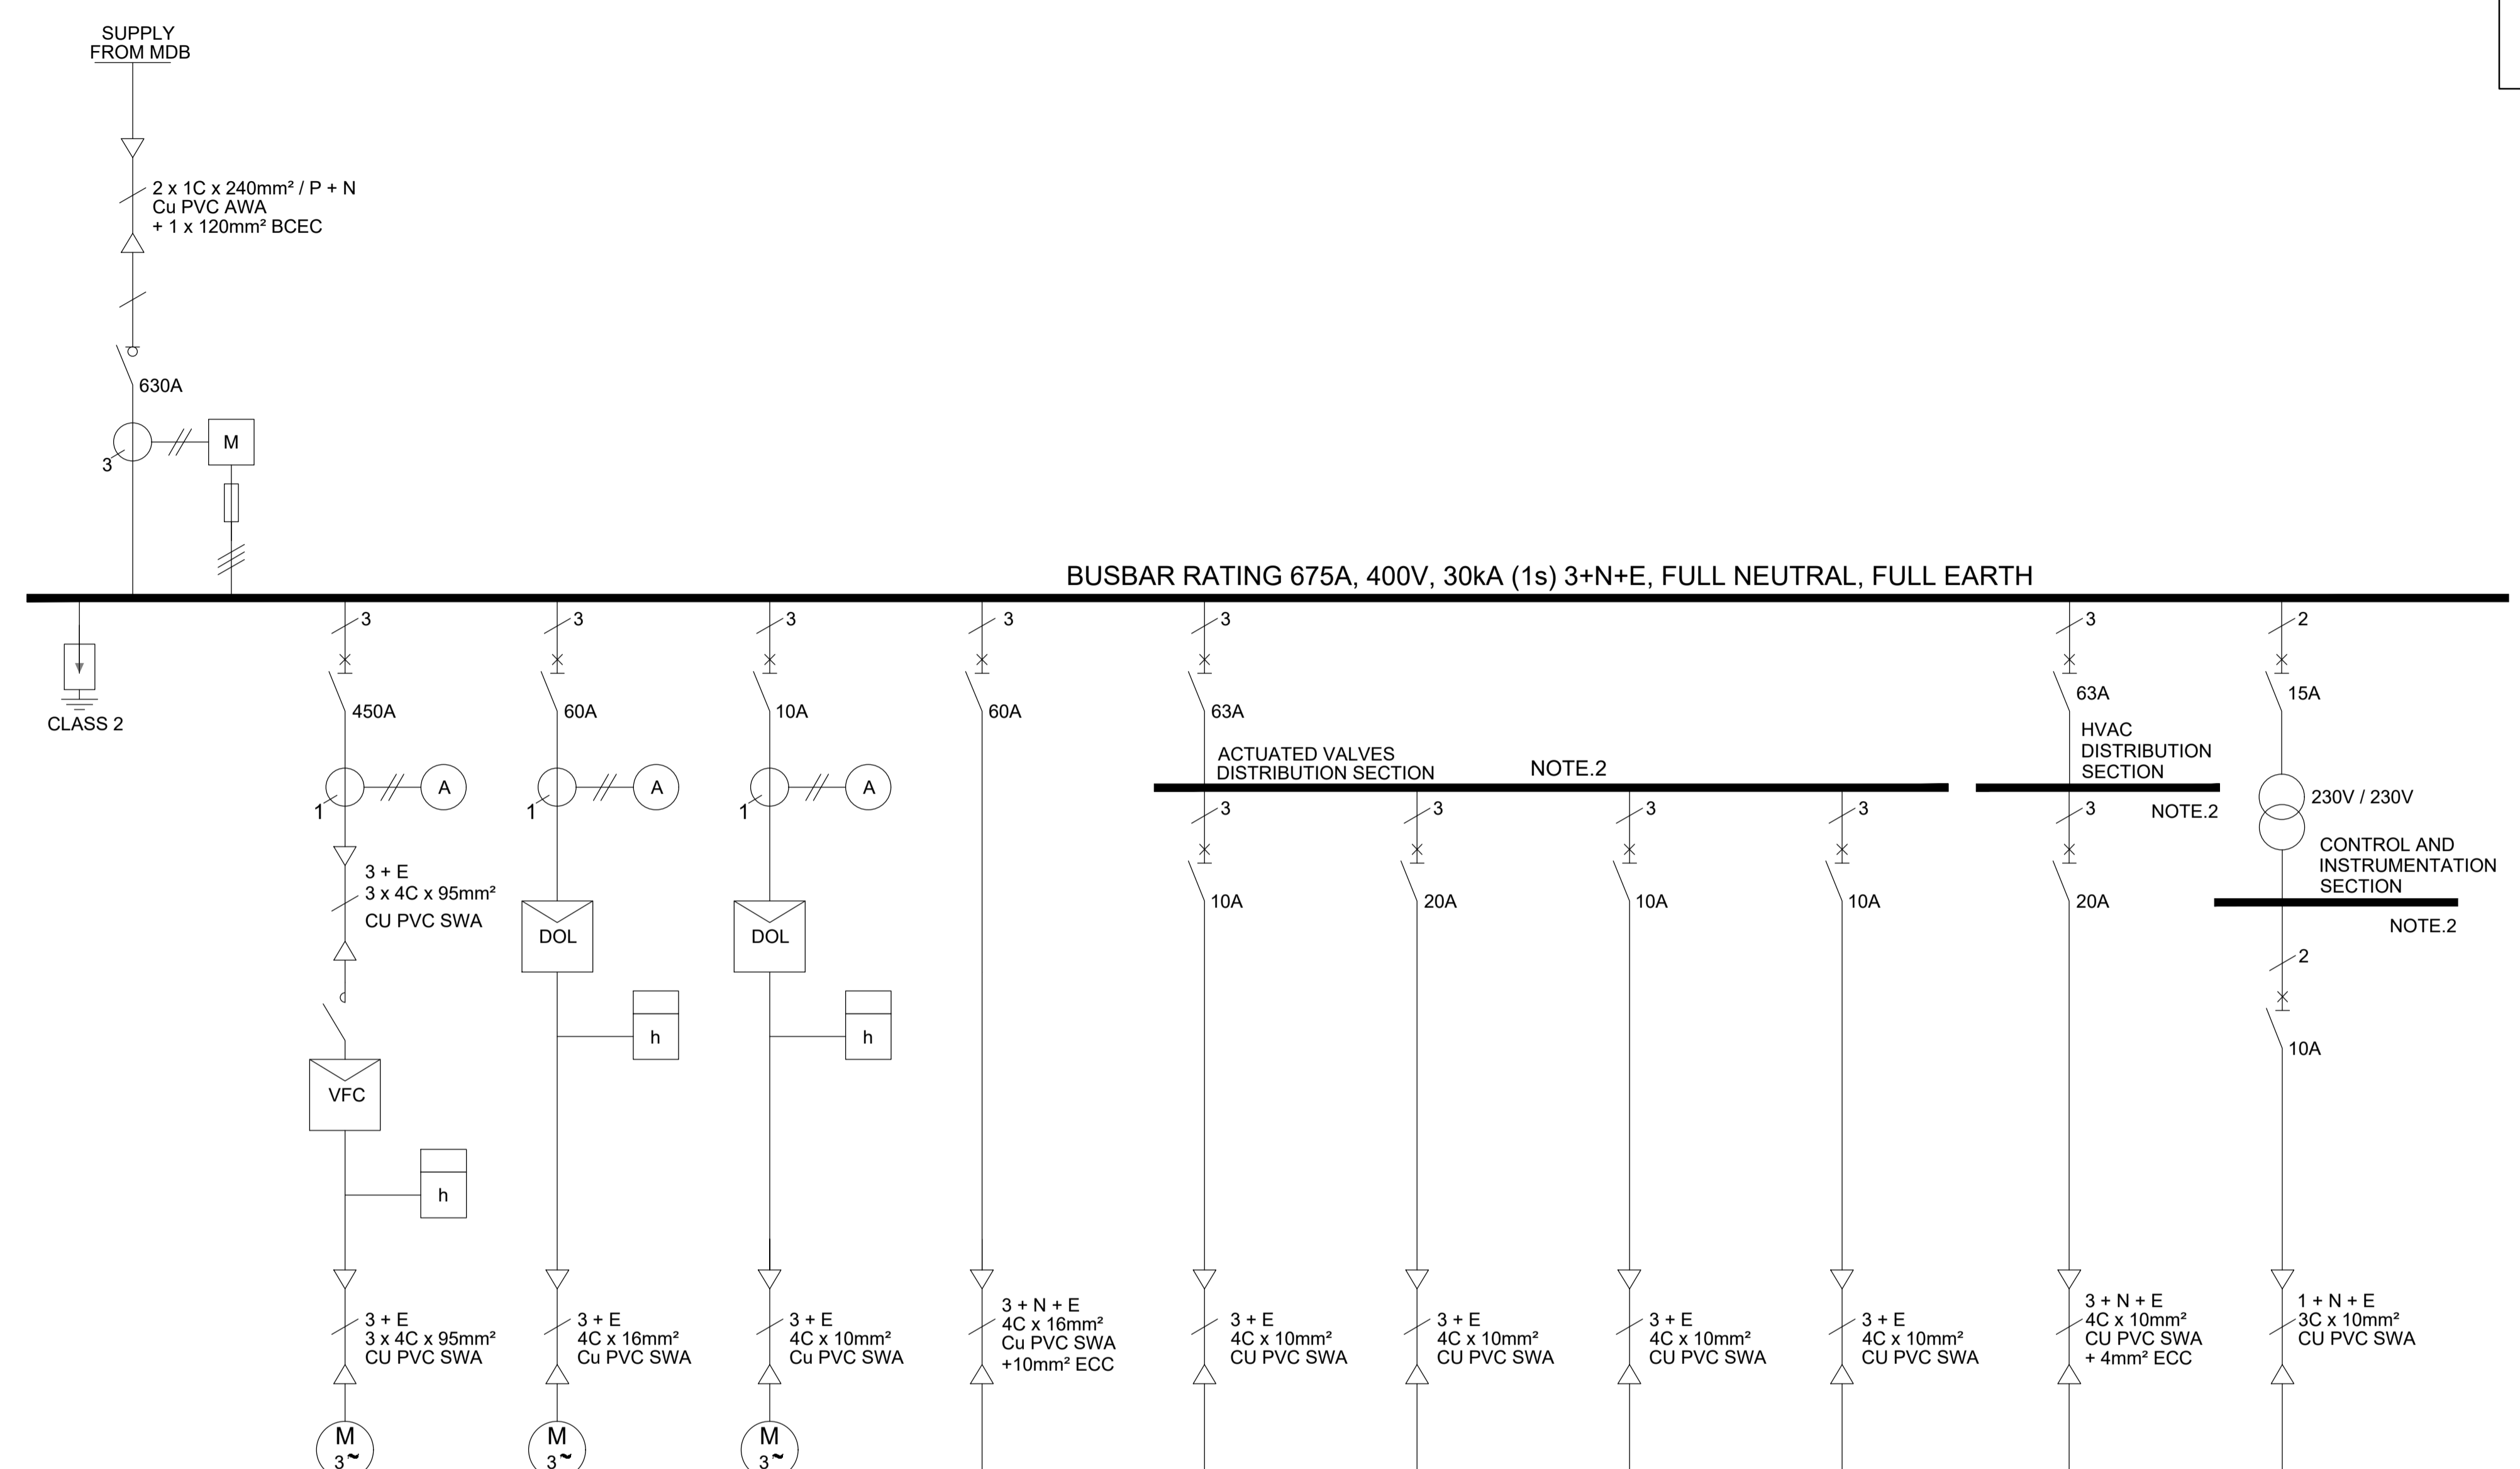 SUPPLY
FROM MDB
2 x 1C x 240mm² / P + N
Cu PVC AWA
+ 1 x 120mm² BCEC
630A
M
3
BUSBAR RATING 675A, 400V, 30kA (1s) 3+N+E, FULL NEUTRAL, FULL EARTH
CLASS 2
3
450A
1
A
3 + E
3 x 4C x 95mm²
CU PVC SWA
VFC
h
3 + E
3 x 4C x 95mm²
CU PVC SWA
M
3~
3
60A
1
A
DOL
h
3 + E
4C x 16mm²
Cu PVC SWA
M
3~
3
10A
1
A
DOL
h
3 + E
4C x 10mm²
Cu PVC SWA
M
3~
3
60A
3 + N + E
4C x 16mm²
Cu PVC SWA
+10mm² ECC
3
63A
ACTUATED VALVES
DISTRIBUTION SECTION
NOTE.2
3
10A
3 + E
4C x 10mm²
CU PVC SWA
3
20A
3 + E
4C x 10mm²
CU PVC SWA
3
10A
3 + E
4C x 10mm²
CU PVC SWA
3
10A
3 + E
4C x 10mm²
CU PVC SWA
3
63A
HVAC
DISTRIBUTION
SECTION
NOTE.2
3
20A
3 + N + E
4C x 10mm²
CU PVC SWA
+ 4mm² ECC
2
15A
230V / 230V
CONTROL AND
INSTRUMENTATION
SECTION
NOTE.2
2
10A
1 + N + E
3C x 10mm²
CU PVC SWA